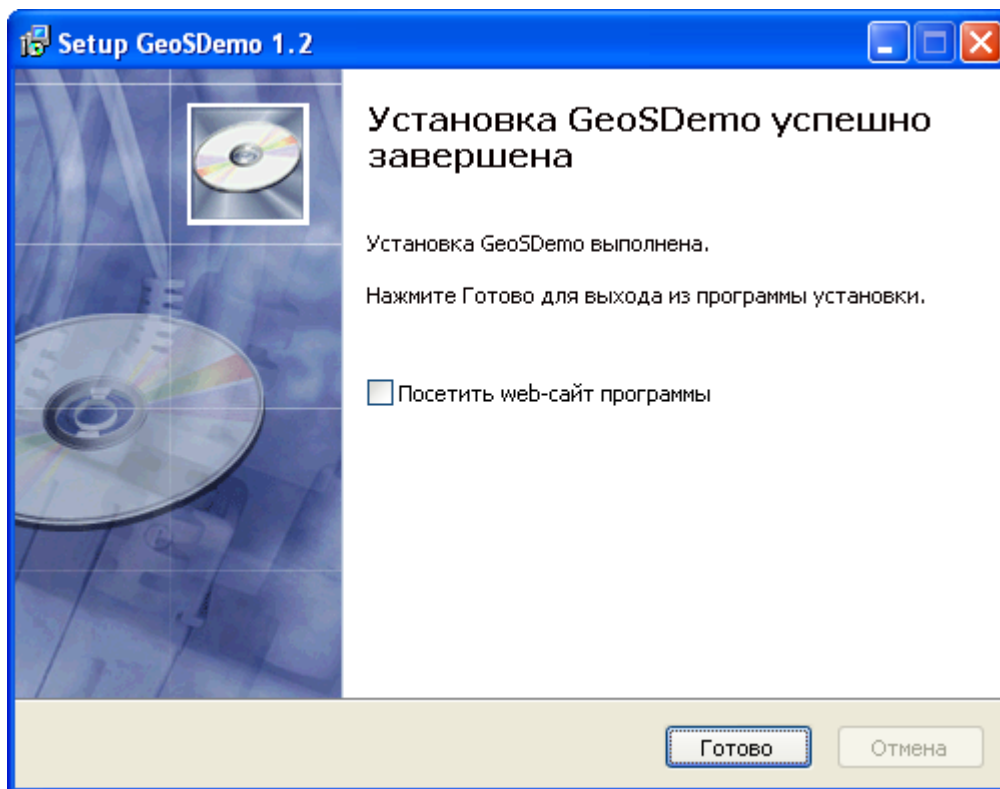 Setup GeoSDemo 1.2
Установка GeoSDemo успешно
завершена
Установка GeoSDemo выполнена.
Нажмите Готово для выхода из программы установки.
Посетить web-сайт программы
Готово
Отмена